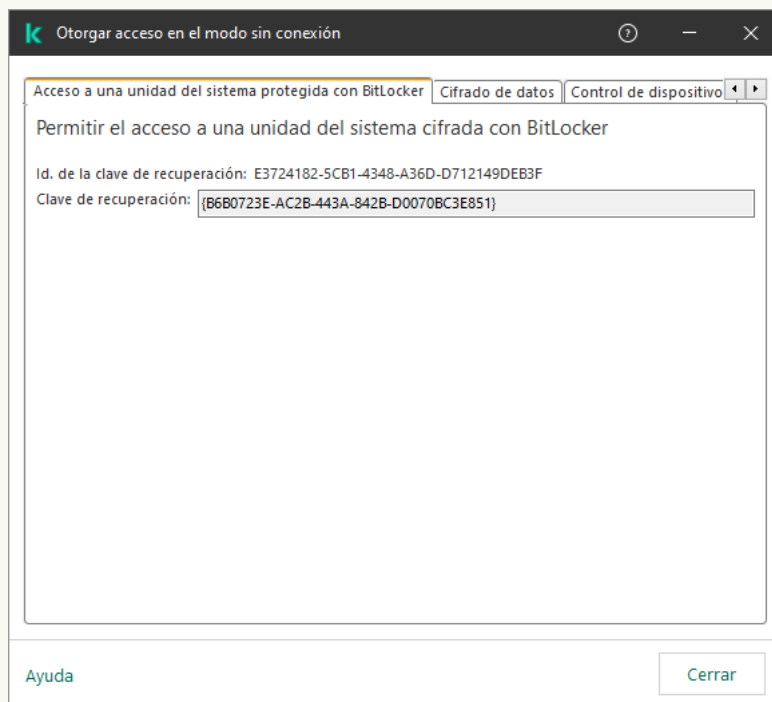 Otorgar acceso en el modo sin conexión
Acceso a una unidad del sistema protegida con BitLocker Cifrado de datos Control de dispositivo
Permitir el acceso a una unidad del sistema cifrada con BitLocker
Id. de la clave de recuperación: E3724182-5CB1-4348-A36D-D712149DEB3F
Clave de recuperación: {B6B0723E-AC2B-443A-842B-D0070BC3E851}
Ayuda Cerrar